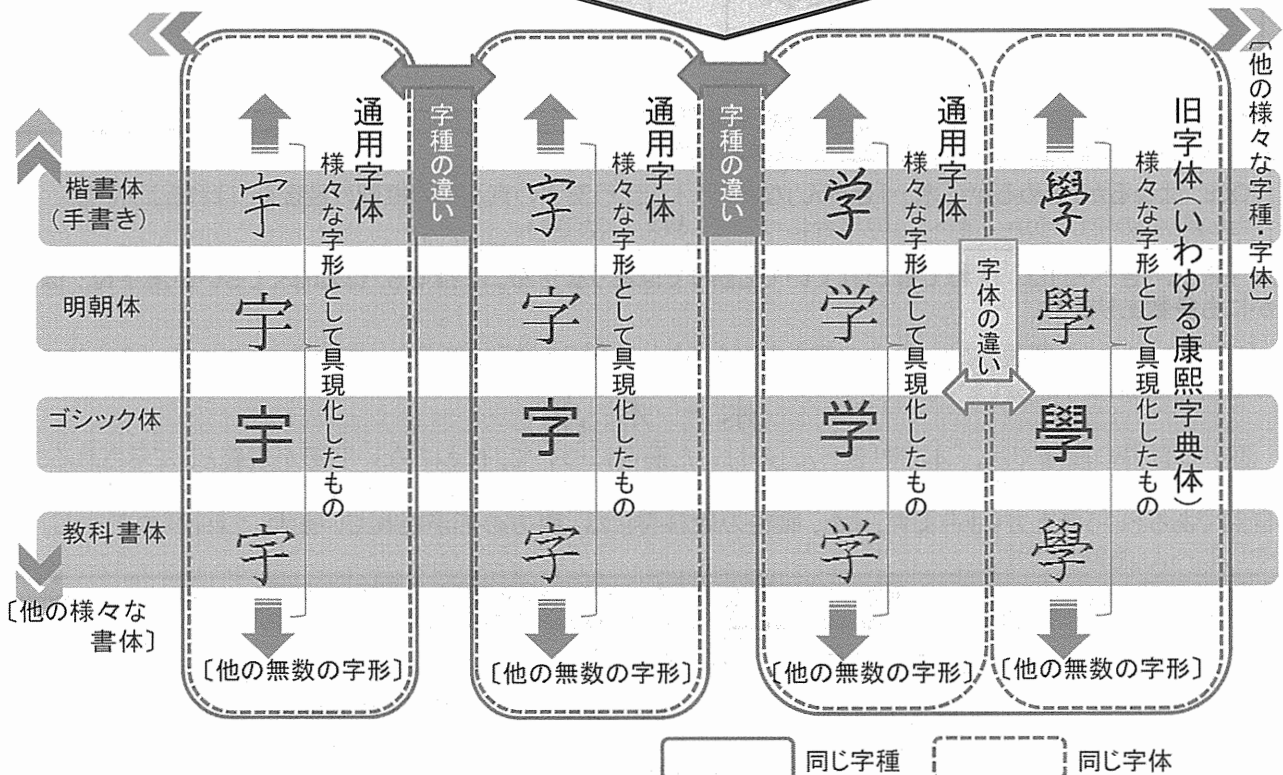 〔他の様々な字種・字体〕
旧字体(いわゆる康熙字典体)
様々な字形として具現化したもの
學
學
學
學
〔他の無数の字形〕
字体の違い
通用字体
様々な字形として具現化したもの
学
学
学
学
〔他の無数の字形〕
字種の違い
通用字体
様々な字形として具現化したもの
字
字
字
字
〔他の無数の字形〕
字種の違い
通用字体
様々な字形として具現化したもの
宇
宇
宇
宇
〔他の無数の字形〕
楷書体
(手書き)
明朝体
ゴシック体
教科書体
〔他の様々な
書体〕
同じ字種
同じ字体